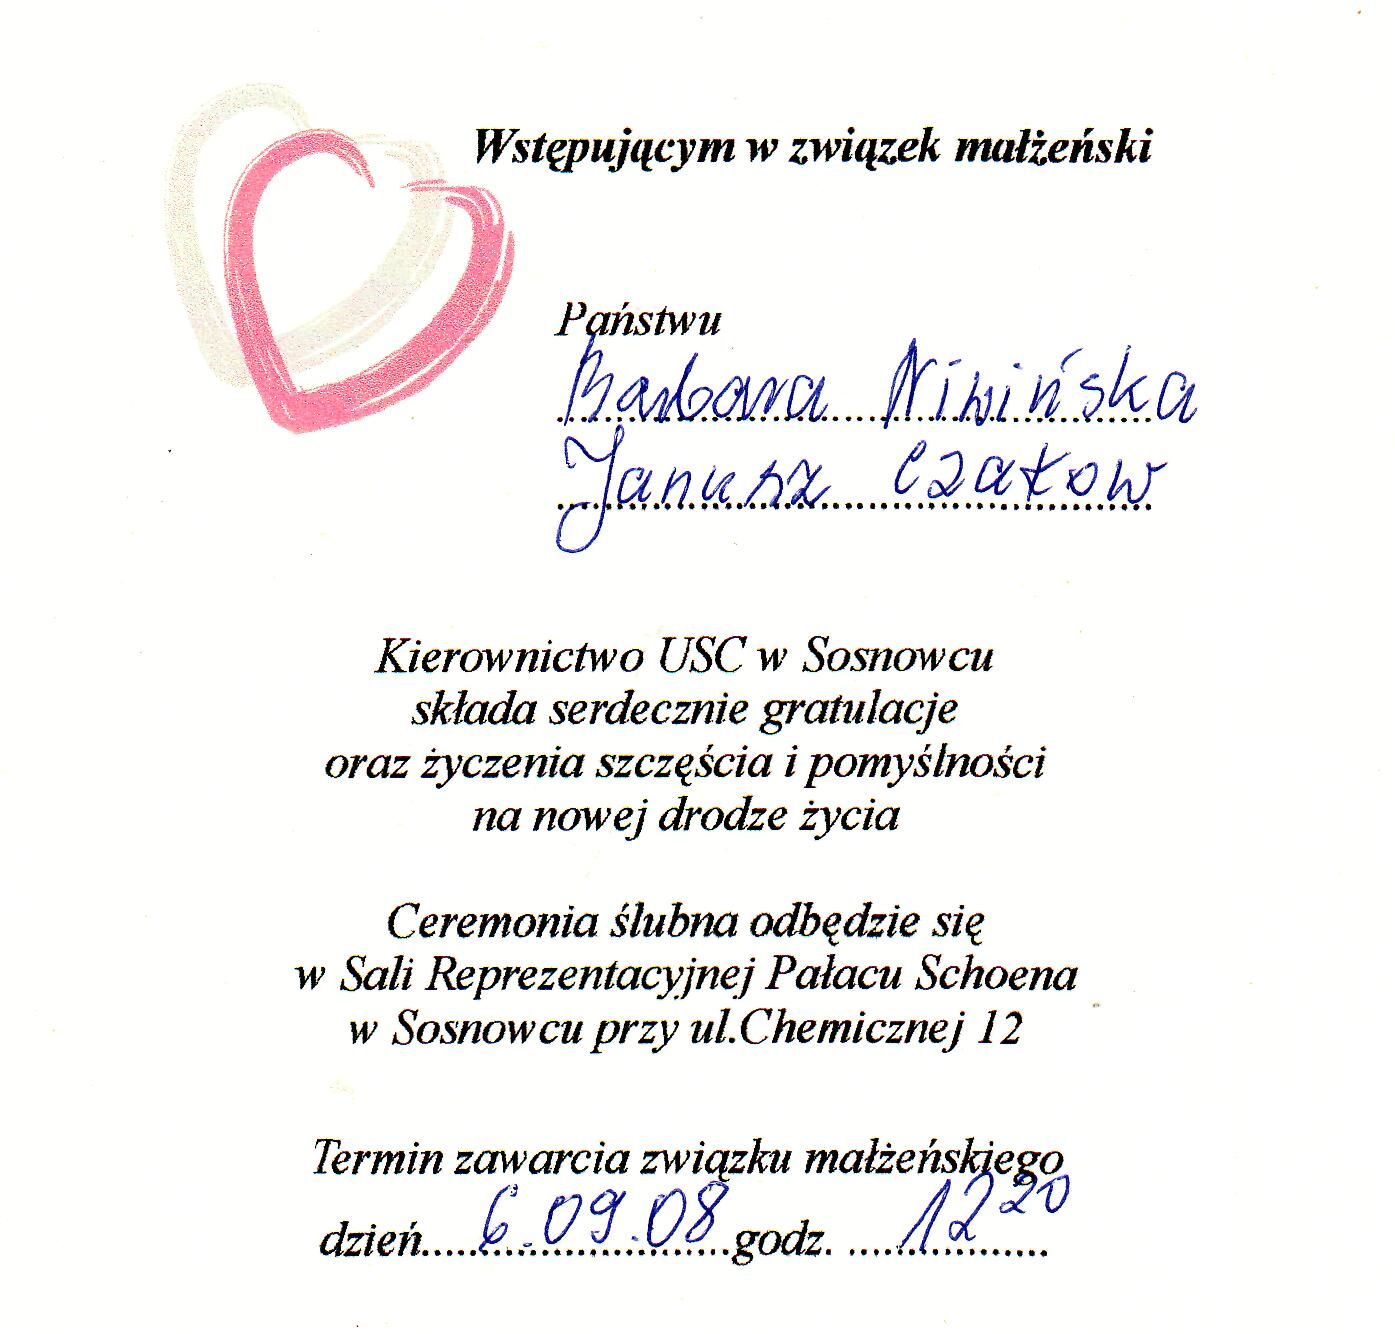 Wstępującym w związek małżeński
Państwu
Barbara Niwińska
Janusz Czakow
Kierownictwo USC w Sosnowcu
składa serdecznie gratulacje
oraz życzenia szczęścia i pomyślności
na nowej drodze życia
Ceremonia ślubna odbędzie się
w Sali Reprezentacyjnej Pałacu Schoena
w Sosnowcu przy ul.Chemicznej 12
Termin zawarcia związku małżeńskiego
dzień.....6.09.08.....godz. .....12 20.....